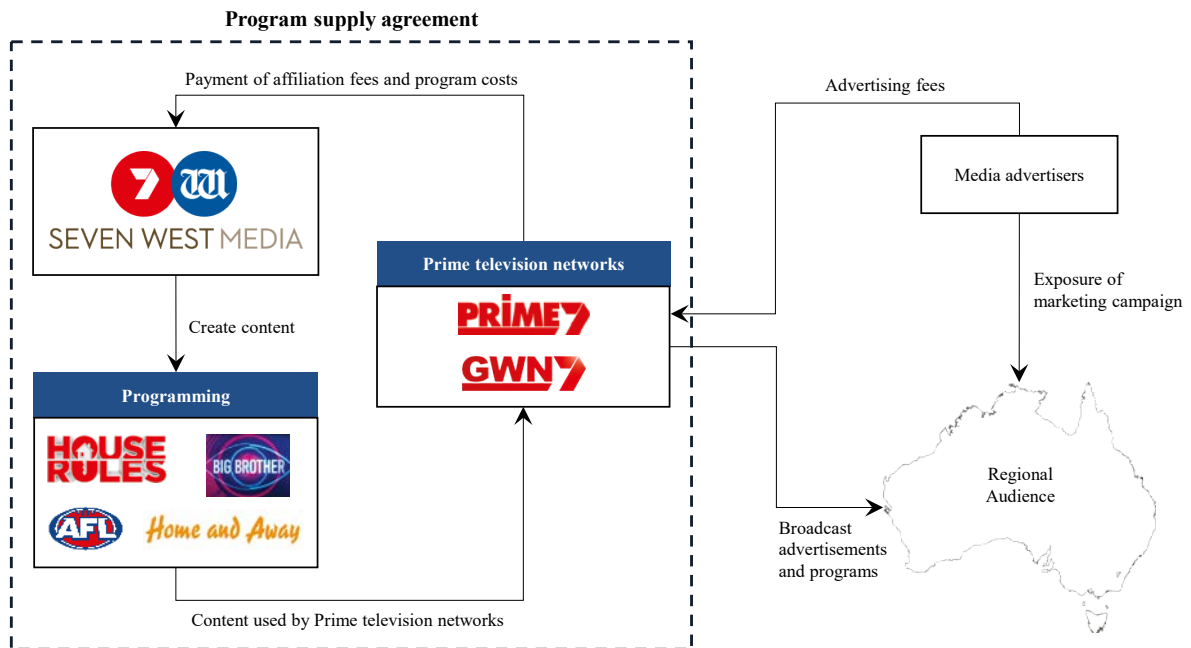 Program supply agreement
Payment of affiliation fees and program costs
Advertising fees
7
W
SEVEN WEST MEDIA
Media advertisers
Prime television networks
PRIME7
GWN7
Exposure of
marketing campaign
Create content
Programming
HOUSE
RULES
BIG BROTHER
AFL
Home and Away
Regional
Audience
Broadcast
advertisements
and programs
Content used by Prime television networks